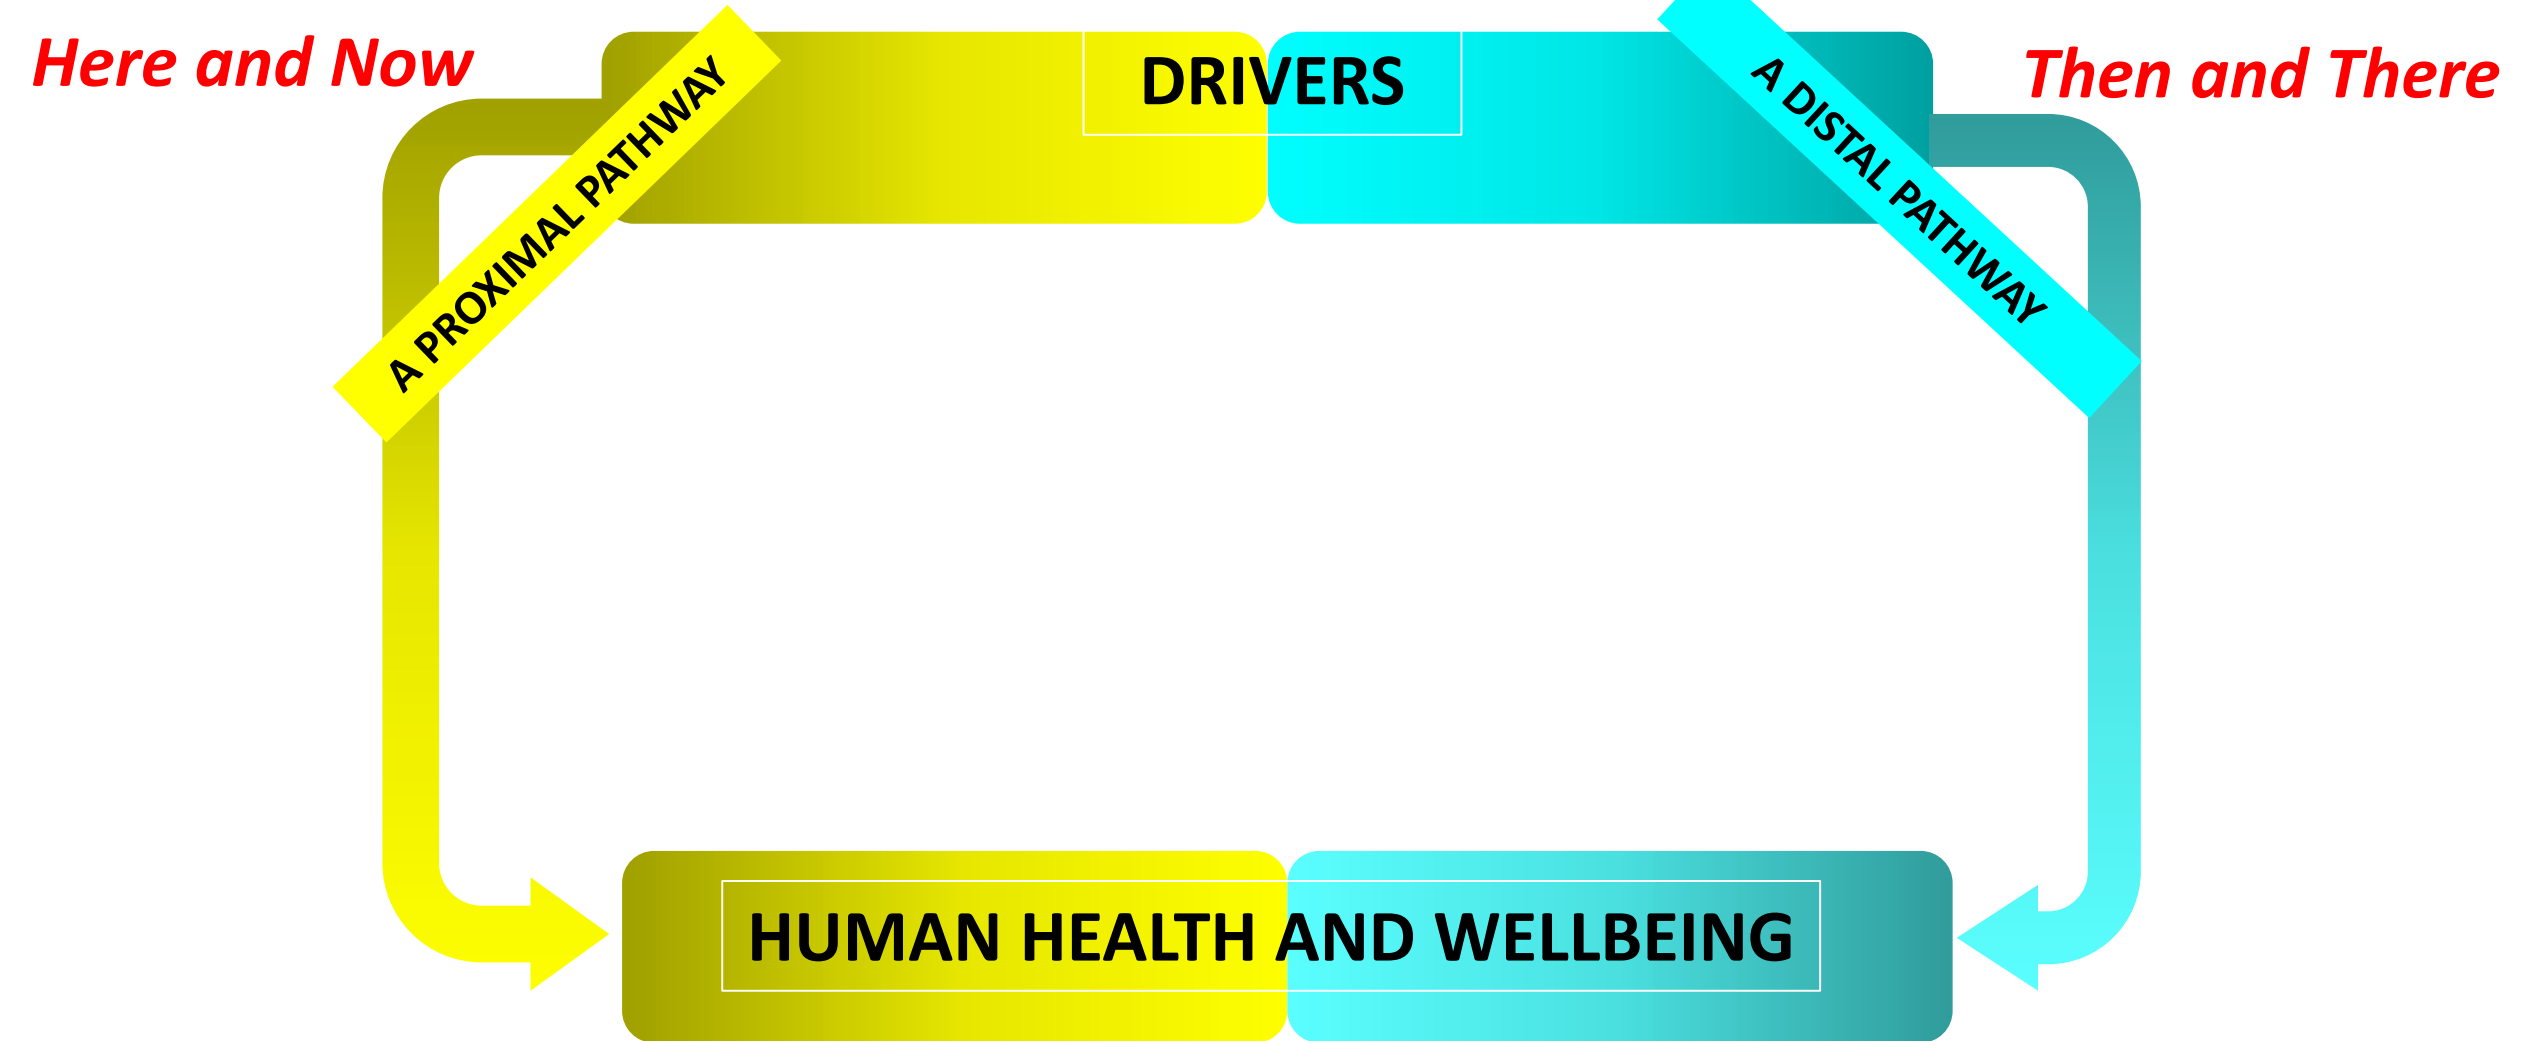 Here and Now
DRIVERS
Then and There
A PROXIMAL PATHWAY
A DISTAL PATHWAY
HUMAN HEALTH AND WELLBEING